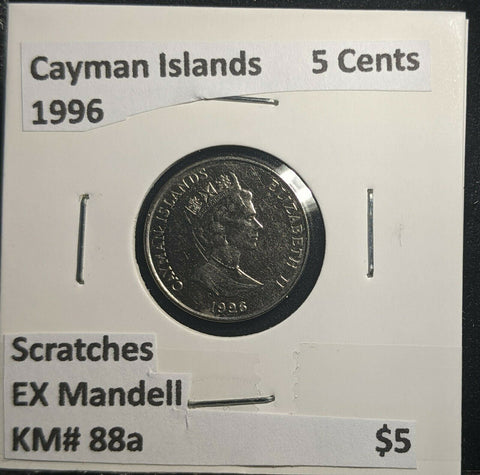 Cayman Islands 5 Cents
1996
CAYMAN ISLANDS ELIZABETH II
1996
Scratches
EX Mandell
KM# 88a $5